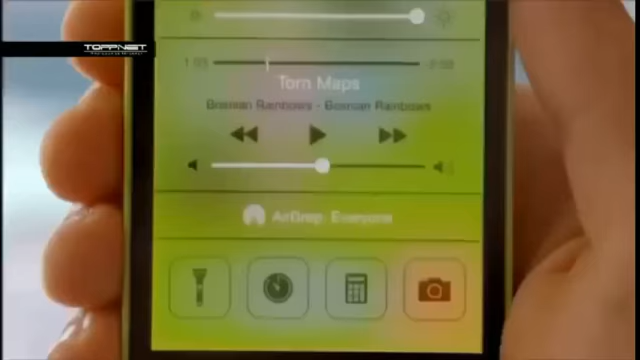 TOPPNET
1:03
Torn Maps
Bosnian Rainbows - Bosnian Rainbows
AirDrop: Everyone